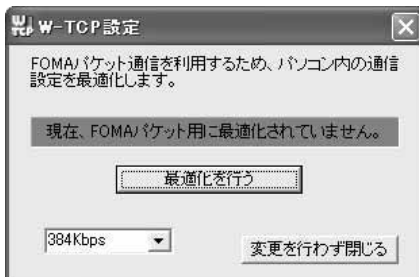 W-TCP設定
FOMAパケット通信を利用するため、パソコン内の通信
設定を最適化します。
現在、FOMAパケット用に最適化されていません。
最適化を行う
384Kbps
変更を行わず閉じる